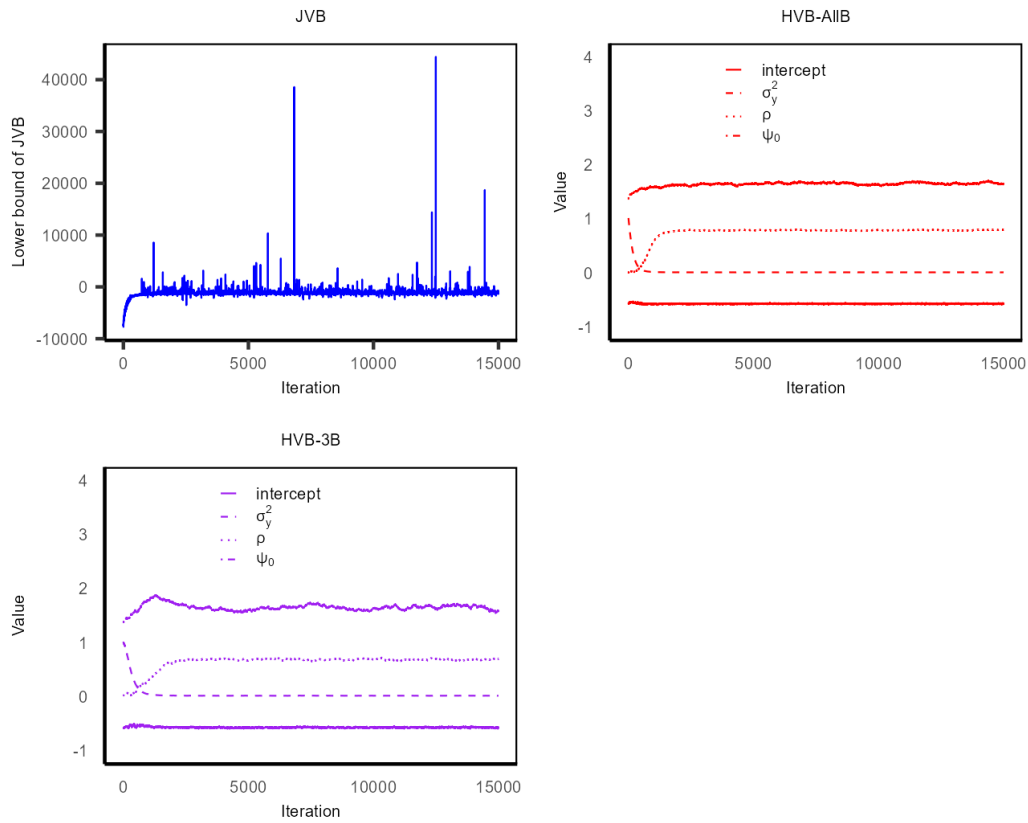 JVB
Lower bound of JVB
40000
30000
20000
10000
0
-10000
0 5000 10000 15000
Iteration
HVB-AllB
Value
4
3
2
1
0
-1
intercept
σ²y
ρ
ψ₀
0 5000 10000 15000
Iteration
HVB-3B
Value
4
3
2
1
0
-1
intercept
σ²y
ρ
ψ₀
0 5000 10000 15000
Iteration